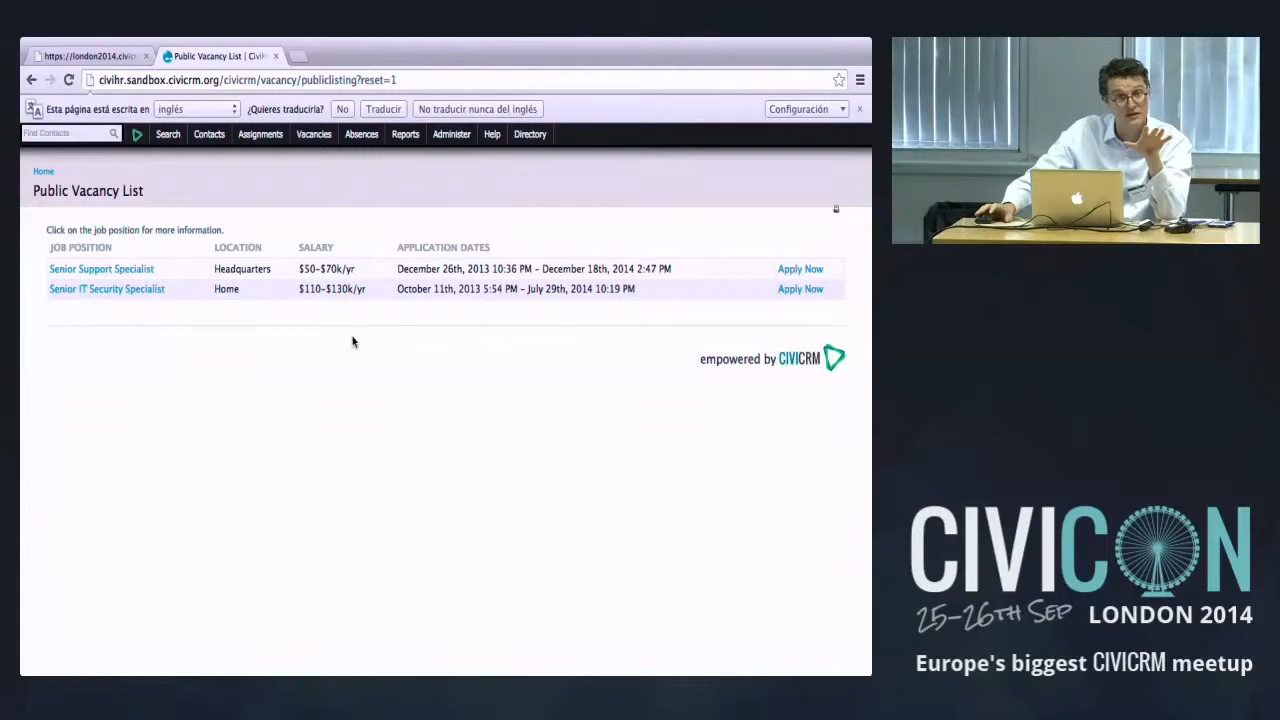 https://london2014.civicr
Public Vacancy List | CiviH
civihr.sandbox.civicrm.org/civicrm/vacancy/publiclisting?reset=1
Esta página está escrita en inglés ¿Quieres traducirla? No Traducir No traducir nunca del inglés Configuración
Find Contacts Search Contacts Assignments Vacancies Absences Reports Administer Help Directory
Home
Public Vacancy List
Click on the job position for more information.
JOB POSITION LOCATION SALARY APPLICATION DATES
Senior Support Specialist Headquarters $50-$70k/yr December 26th, 2013 10:36 PM - December 18th, 2014 2:47 PM Apply Now
Senior IT Security Specialist Home $110-$130k/yr October 11th, 2013 5:54 PM - July 29th, 2014 10:19 PM Apply Now
empowered by CIVICRM
CIVICON
25-26TH SEP LONDON 2014
Europe's biggest CIVICRM meetup